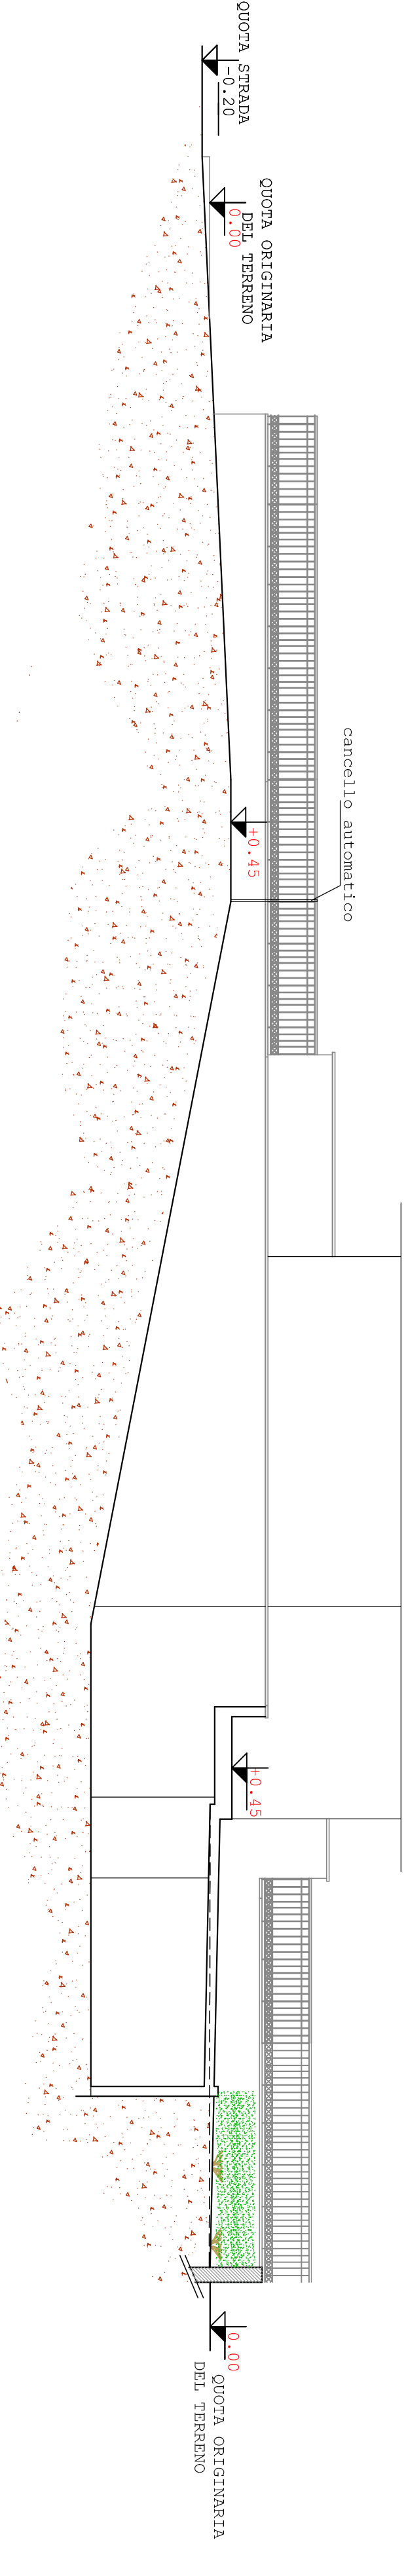 QUOTA STRADA
-0.20
QUOTA ORIGINARIA
DEL TERRENO
0.00
cancello automatico
+0.45
+0.45
0.00
QUOTA ORIGINARIA
DEL TERRENO